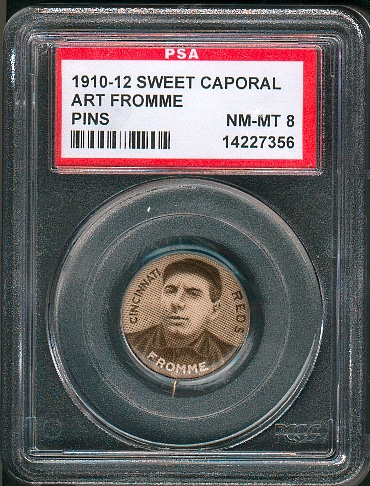 PSA
1910-12 SWEET CAPORAL
ART FROMME
PINS NM-MT 8
14227356
CINCINNATI
REDS
FROMME